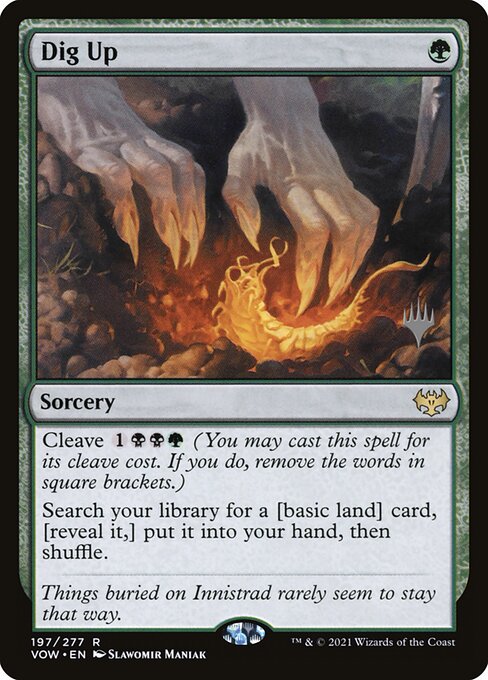 Dig Up
Sorcery
Cleave 1 (You may cast this spell for
its cleave cost. If you do, remove the words in
square brackets.)
Search your library for a [basic land] card,
[reveal it,] put it into your hand, then
shuffle.
Things buried on Innistrad rarely seem to stay
that way.
197/277 R
VOW • EN SLAWOMIR MANIAK
™ & © 2021 Wizards of the Coast